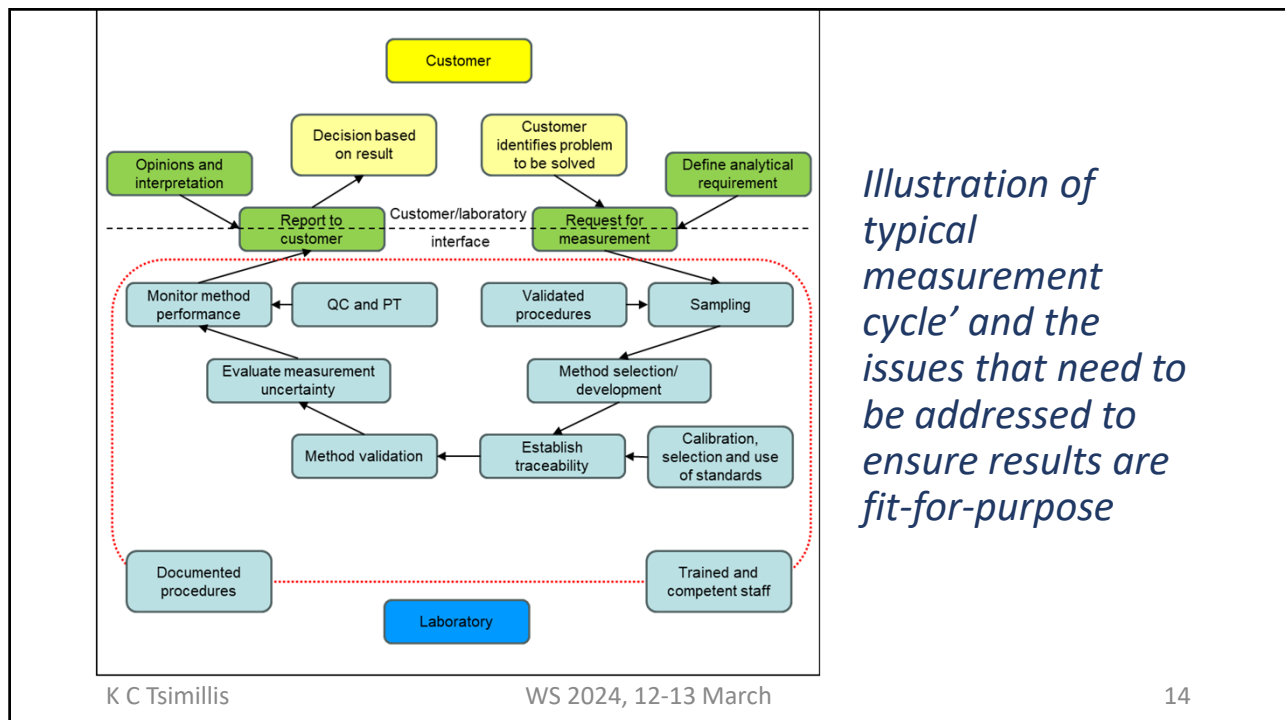 Customer
Decision based
on result
Customer
identifies problem
to be solved
Opinions and
interpretation
Define analytical
requirement
Report to
customer
Customer/laboratory
interface
Request for
measurement
Monitor method
performance
QC and PT
Validated
procedures
Sampling
Evaluate measurement
uncertainty
Method selection/
development
Method validation
Establish
traceability
Calibration,
selection and use
of standards
Documented
procedures
Trained and
competent staff
Laboratory
Illustration of
typical
measurement
cycle’ and the
issues that need to
be addressed to
ensure results are
fit-for-purpose
K C Tsimillis
WS 2024, 12-13 March
14